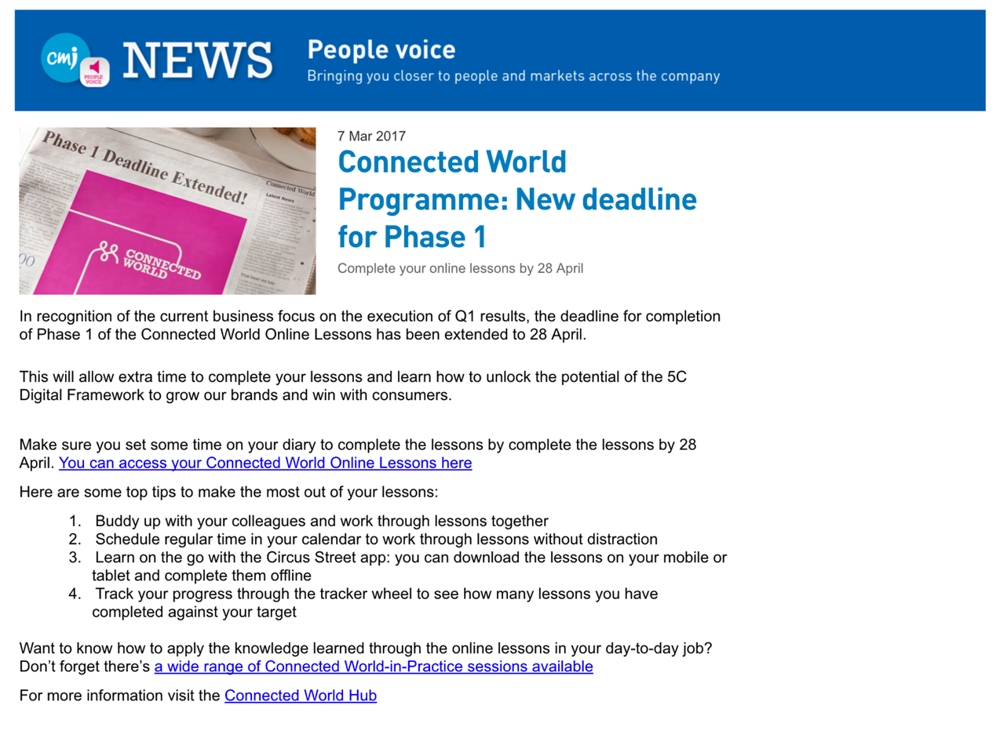 cmj
PEOPLE
VOICE
NEWS
People voice
Bringing you closer to people and markets across the company
Phase 1 Deadline Extended!
Connected World
Latest News
CONNECTED
WORLD
7 Mar 2017
Connected World
Programme: New deadline
for Phase 1
Complete your online lessons by 28 April
In recognition of the current business focus on the execution of Q1 results, the deadline for completion
of Phase 1 of the Connected World Online Lessons has been extended to 28 April.
This will allow extra time to complete your lessons and learn how to unlock the potential of the 5C
Digital Framework to grow our brands and win with consumers.
Make sure you set some time on your diary to complete the lessons by complete the lessons by 28
April. You can access your Connected World Online Lessons here
Here are some top tips to make the most out of your lessons:
1. Buddy up with your colleagues and work through lessons together
2. Schedule regular time in your calendar to work through lessons without distraction
3. Learn on the go with the Circus Street app: you can download the lessons on your mobile or
tablet and complete them offline
4. Track your progress through the tracker wheel to see how many lessons you have
completed against your target
Want to know how to apply the knowledge learned through the online lessons in your day-to-day job?
Don’t forget there’s a wide range of Connected World-in-Practice sessions available
For more information visit the Connected World Hub